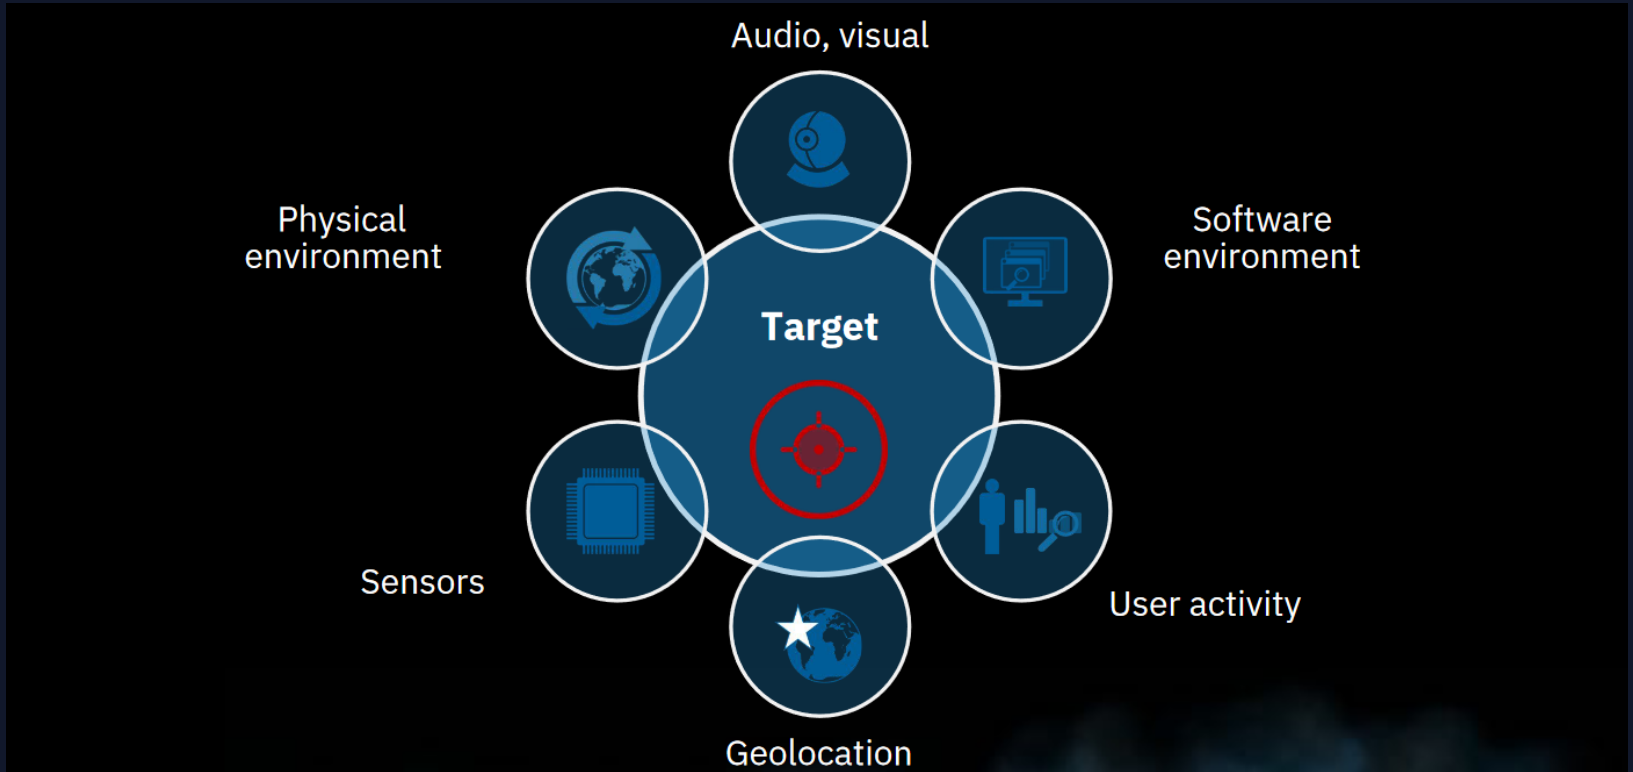 Audio, visual
Physical
environment
Software
environment
Target
Sensors
User activity
Geolocation